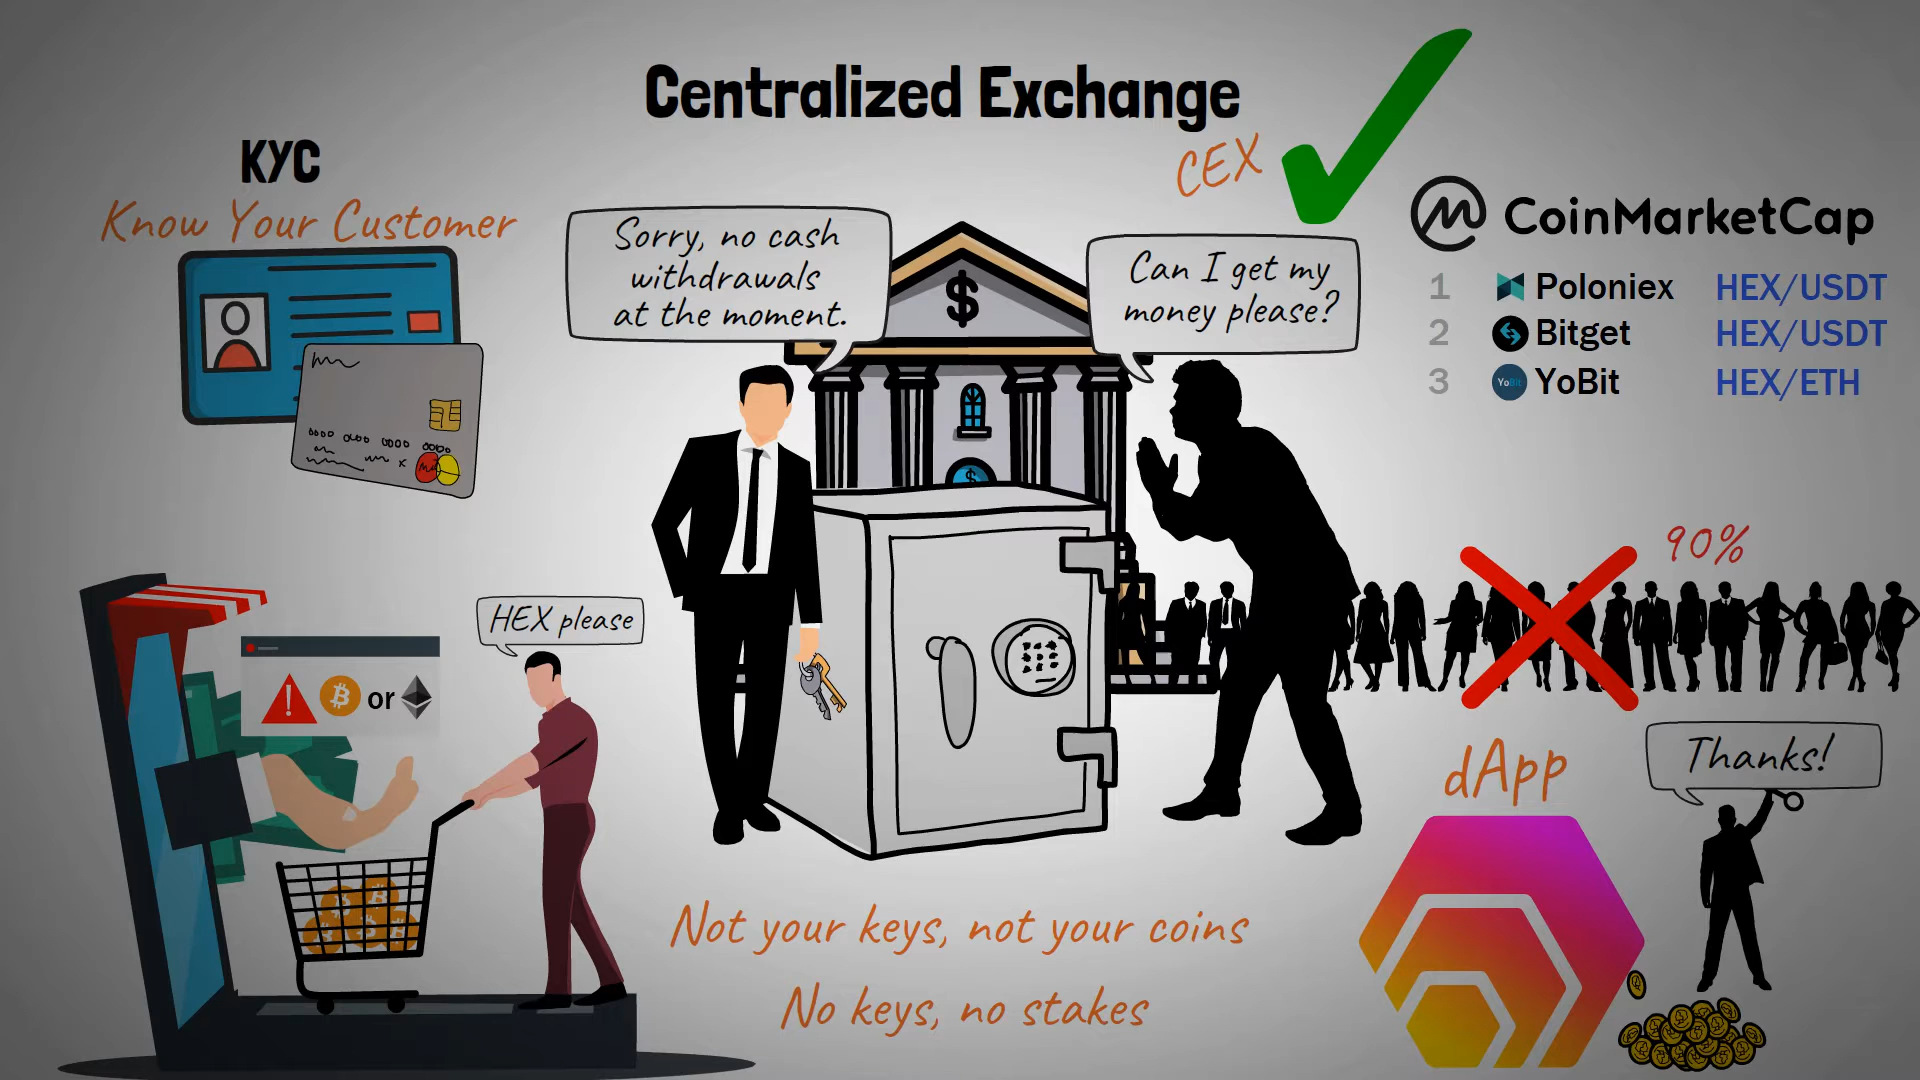 Centralized Exchange
CEX
KYC
Know Your Customer
Sorry, no cash
withdrawals
at the moment.
Can I get my
money please?
$
$
CoinMarketCap
1 Poloniex HEX/USDT
2 Bitget HEX/USDT
3 YoBit YoBit HEX/ETH
90%
HEX please
! ₿ or
dApp
Thanks!
Not your keys, not your coins
No keys, no stakes